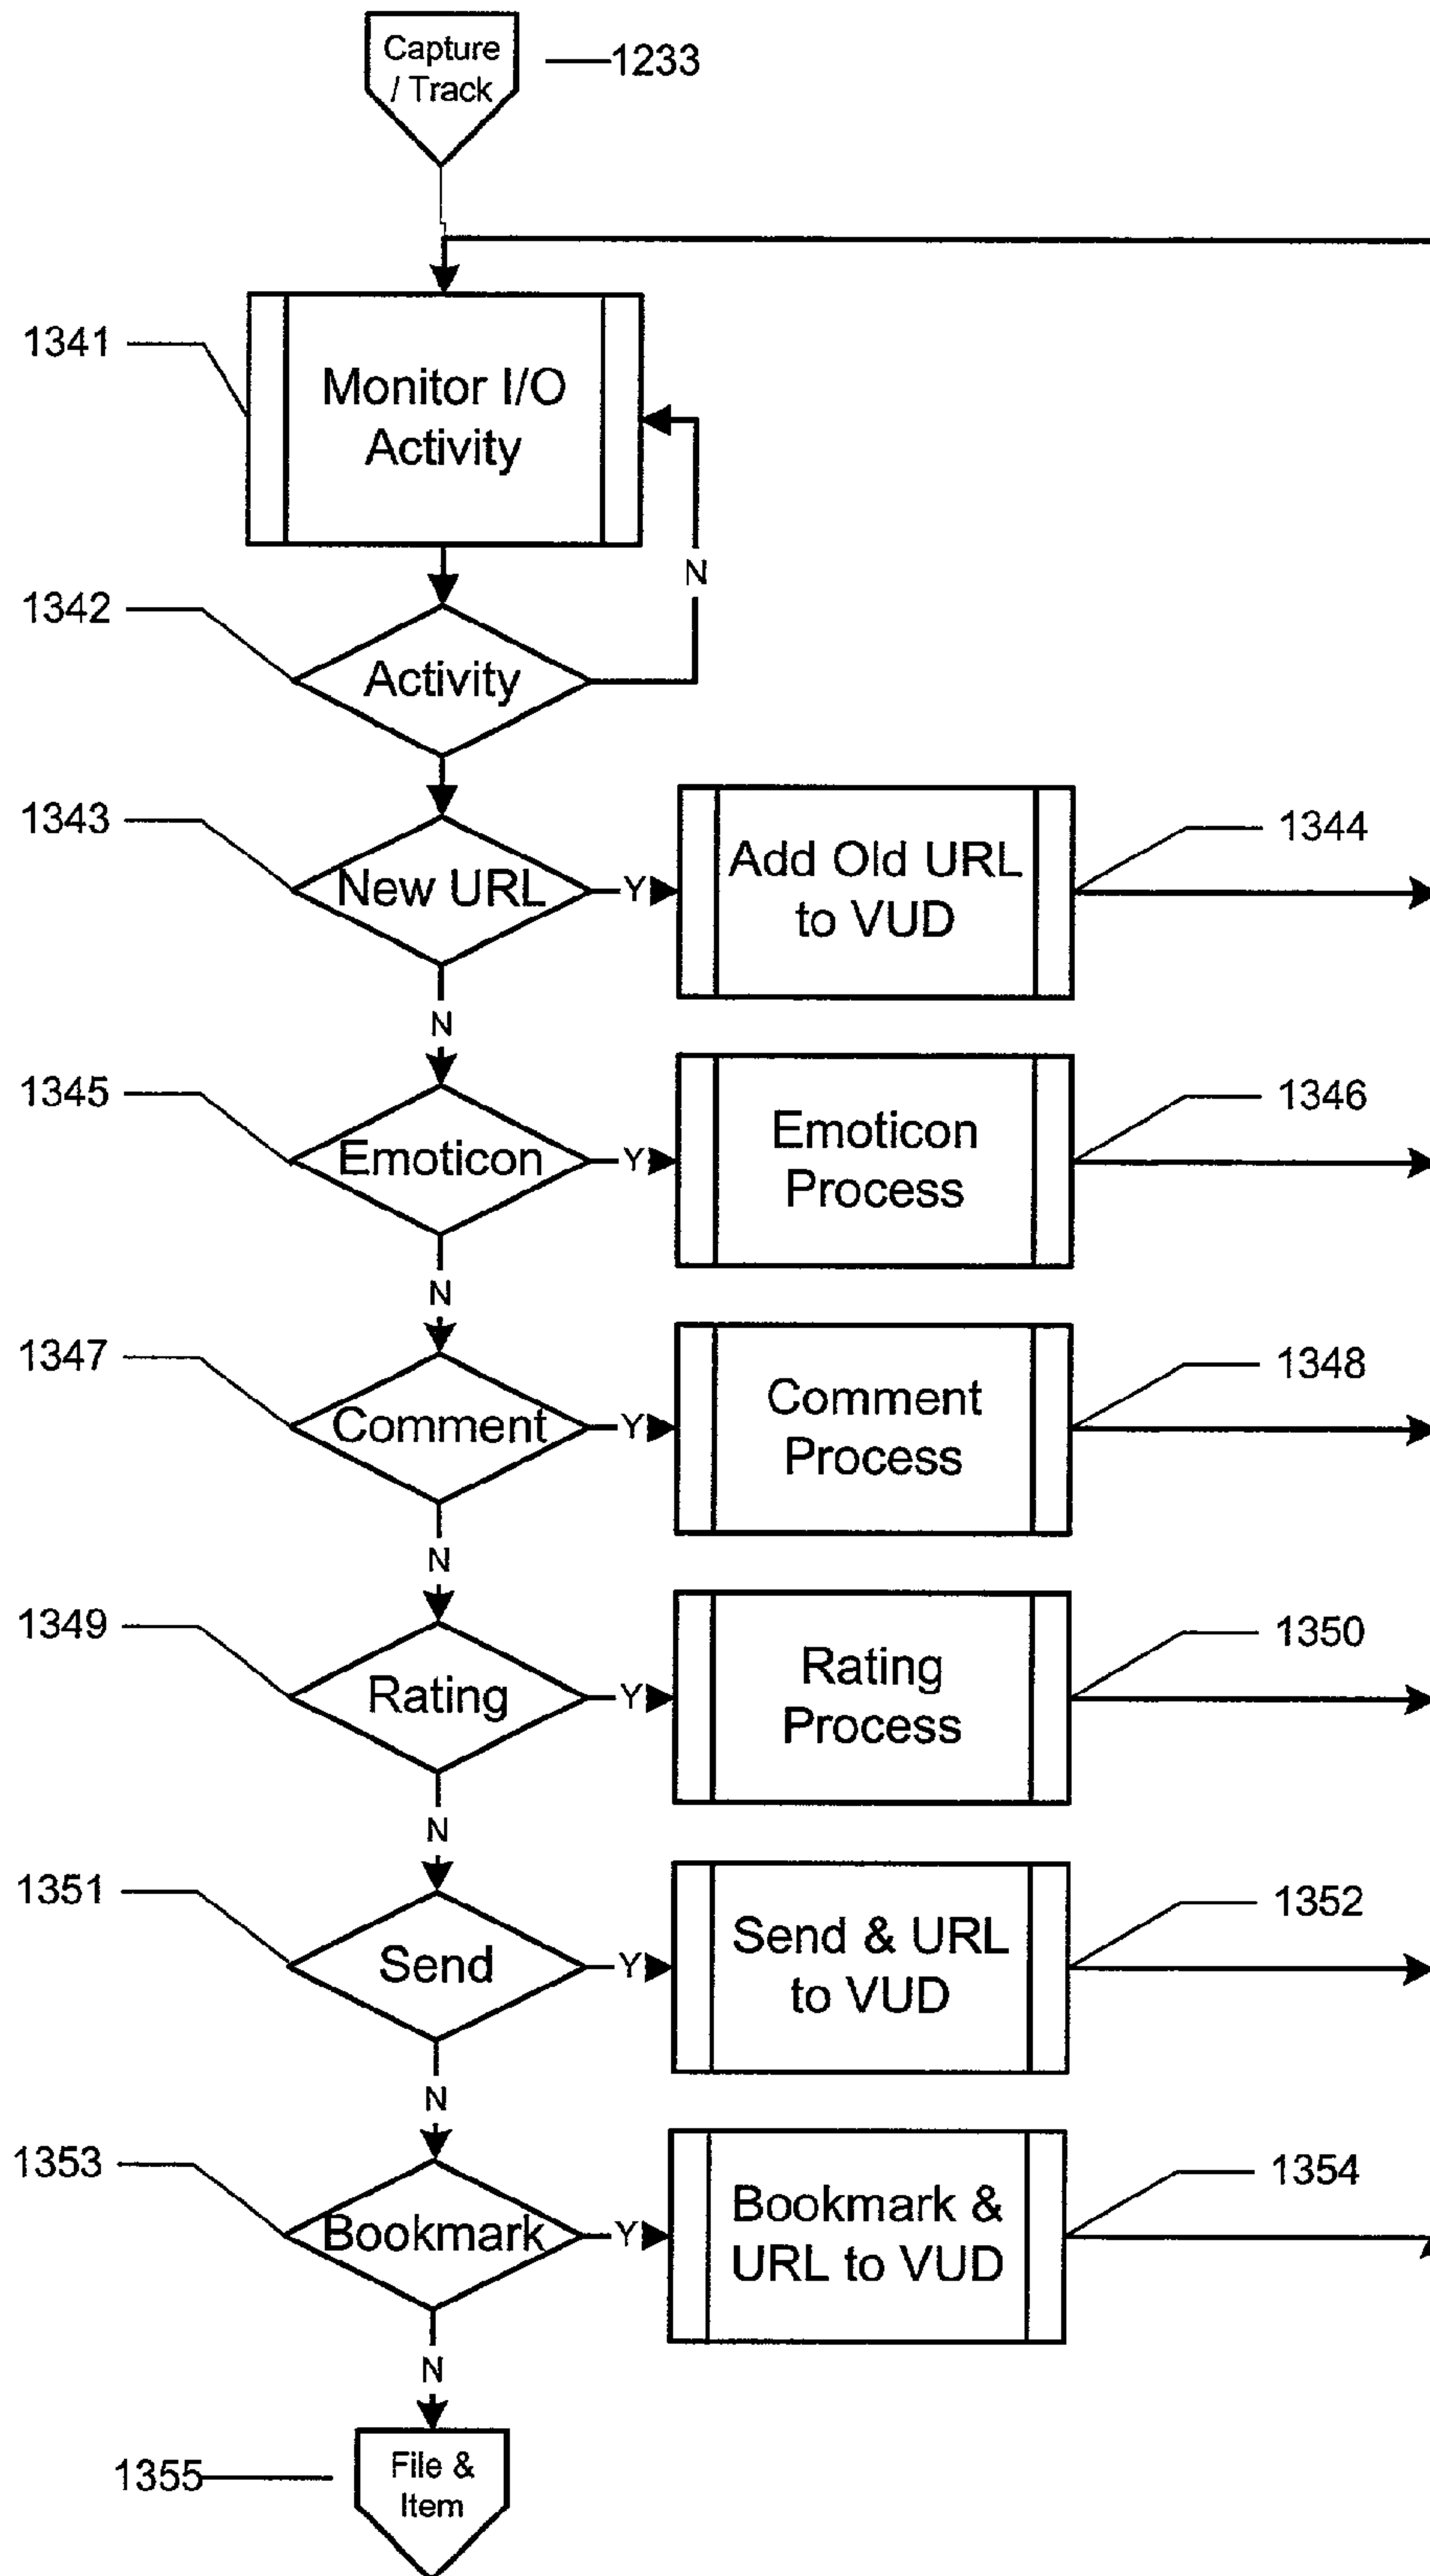 Capture
/ Track
1233
1341
Monitor I/O
Activity
N
1342
Activity
1343
New URL
Y
Add Old URL
to VUD
1344
N
1345
Emoticon
Y
Emoticon
Process
1346
N
1347
Comment
Y
Comment
Process
1348
N
1349
Rating
Y
Rating
Process
1350
N
1351
Send
Y
Send & URL
to VUD
1352
N
1353
Bookmark
Y
Bookmark &
URL to VUD
1354
N
1355
File &
Item